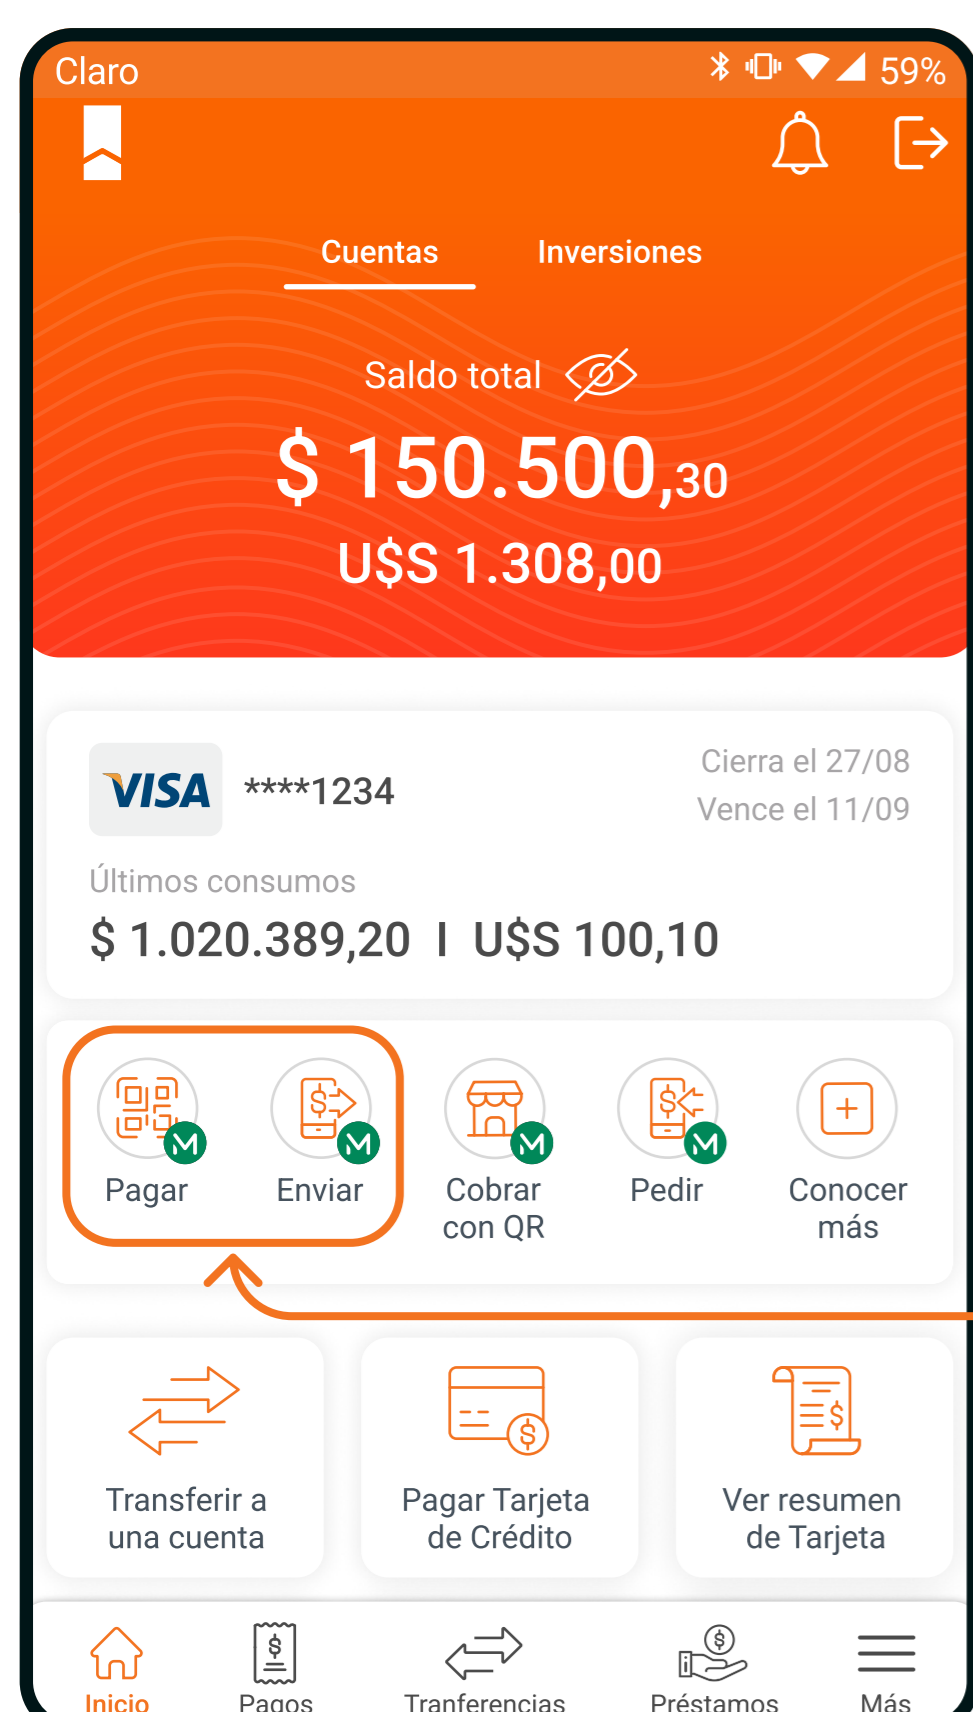 Claro 59%
Cuentas Inversiones
Saldo total
$ 150.500,30
U$S 1.308,00
VISA ****1234
Cierra el 27/08
Vence el 11/09
Últimos consumos
$ 1.020.389,20 I U$S 100,10
Pagar Enviar Cobrar con QR Pedir Conocer más
Transferir a una cuenta
Pagar Tarjeta de Crédito
Ver resumen de Tarjeta
Inicio Pagos Tranferencias Préstamos Más